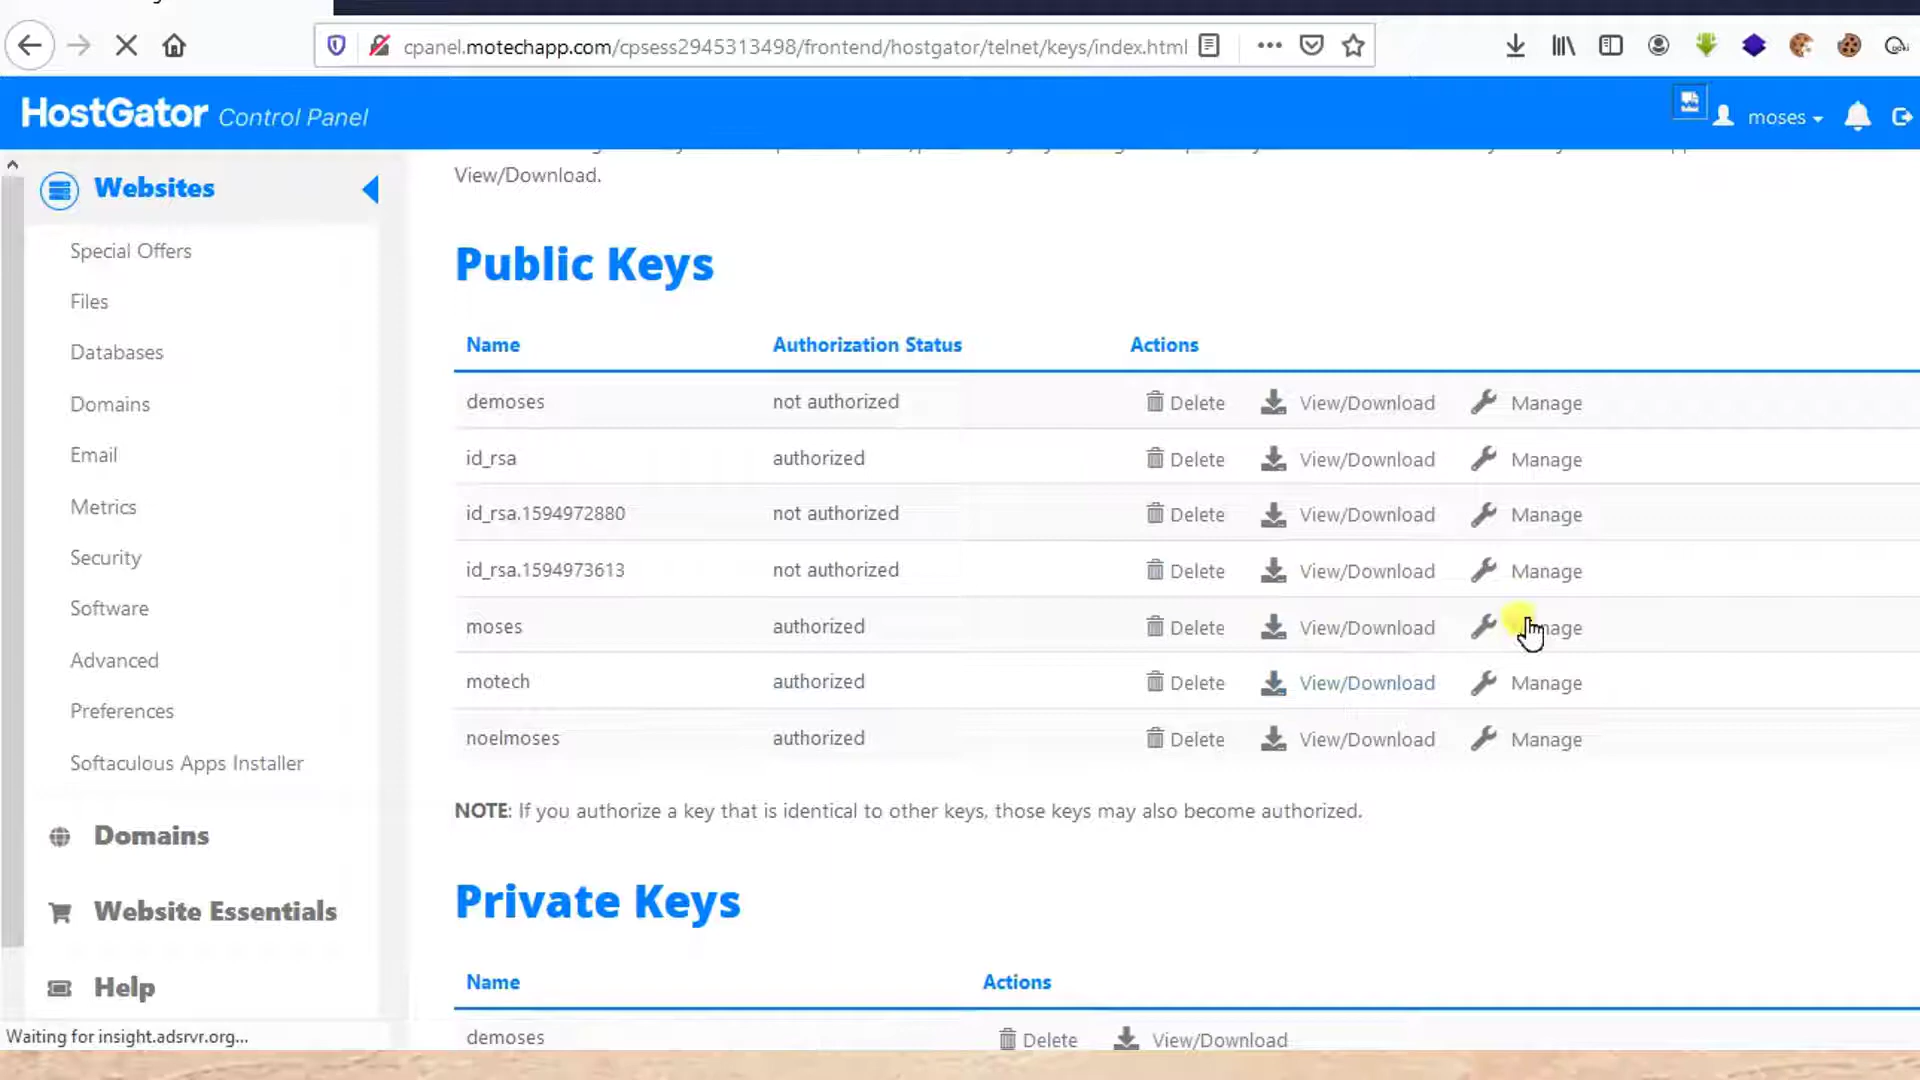 cpanel.motechapp.com/cpsess2945313498/frontend/hostgator/telnet/keys/index.html
HostGator Control Panel
moses
Websites
View/Download.
Special Offers
Files
Databases
Domains
Email
Metrics
Security
Software
Advanced
Preferences
Softaculous Apps Installer
Domains
Website Essentials
Help
Public Keys
Name Authorization Status Actions
demoses not authorized Delete View/Download Manage
id_rsa authorized Delete View/Download Manage
id_rsa.1594972880 not authorized Delete View/Download Manage
id_rsa.1594973613 not authorized Delete View/Download Manage
moses authorized Delete View/Download
motech authorized Delete View/Download Manage
noelmoses authorized Delete View/Download Manage
NOTE: If you authorize a key that is identical to other keys, those keys may also become authorized.
Private Keys
Name Actions
demoses Delete View/Download
Waiting for insight.adsrvr.org...